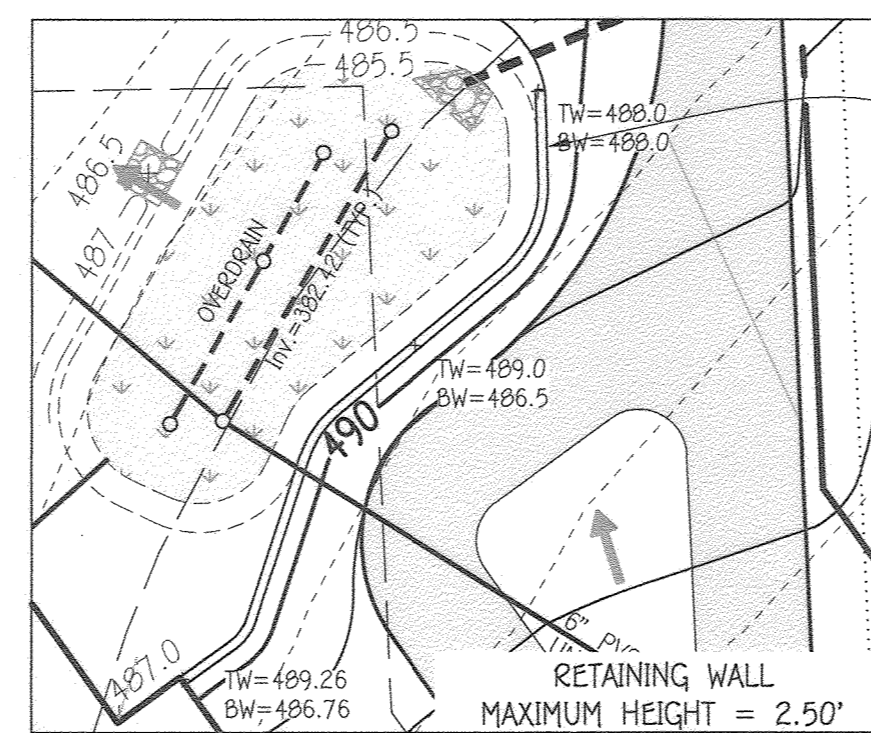 486.5
485.5
TW=488.0
BW=488.0
486.5
487
OVERDRAIN
Inv.=382.42 (TYP.)
TW=489.0
BW=486.5
490
6" PVC
487.0
TW=489.26
BW=486.76
RETAINING WALL
MAXIMUM HEIGHT = 2.50'